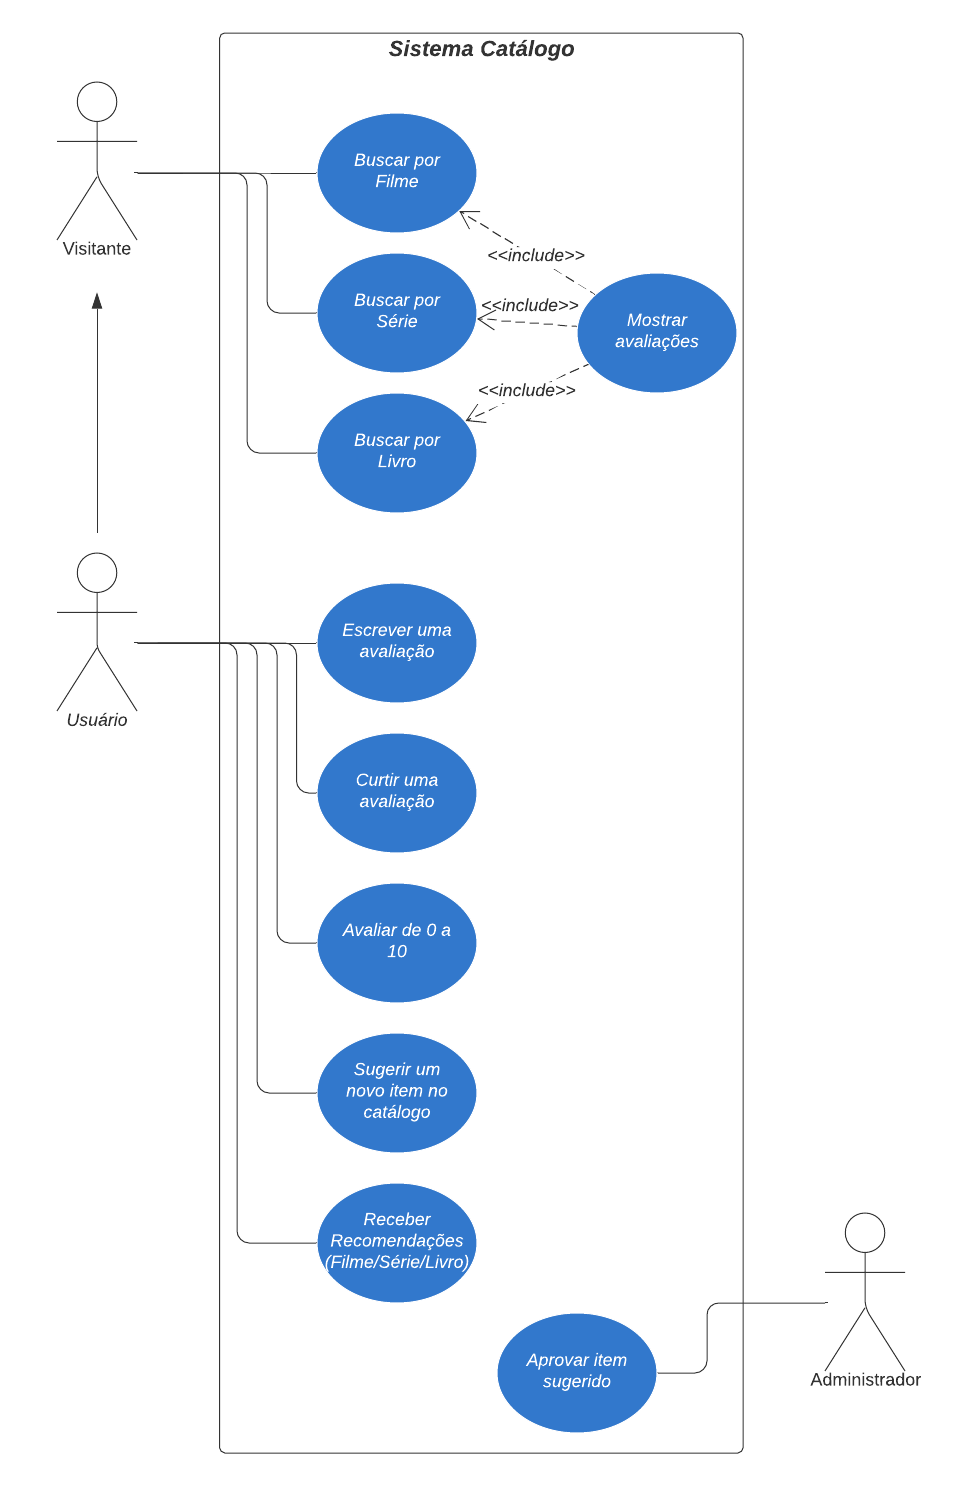 Sistema Catálogo
Visitante
Buscar por
Filme
<<include>>
Buscar por
Série
<<include>>
Mostrar
avaliações
<<include>>
Buscar por
Livro
Usuário
Escrever uma
avaliação
Curtir uma
avaliação
Avaliar de 0 a
10
Sugerir um
novo item no
catálogo
Receber
Recomendações
(Filme/Série/Livro)
Aprovar item
sugerido
Administrador